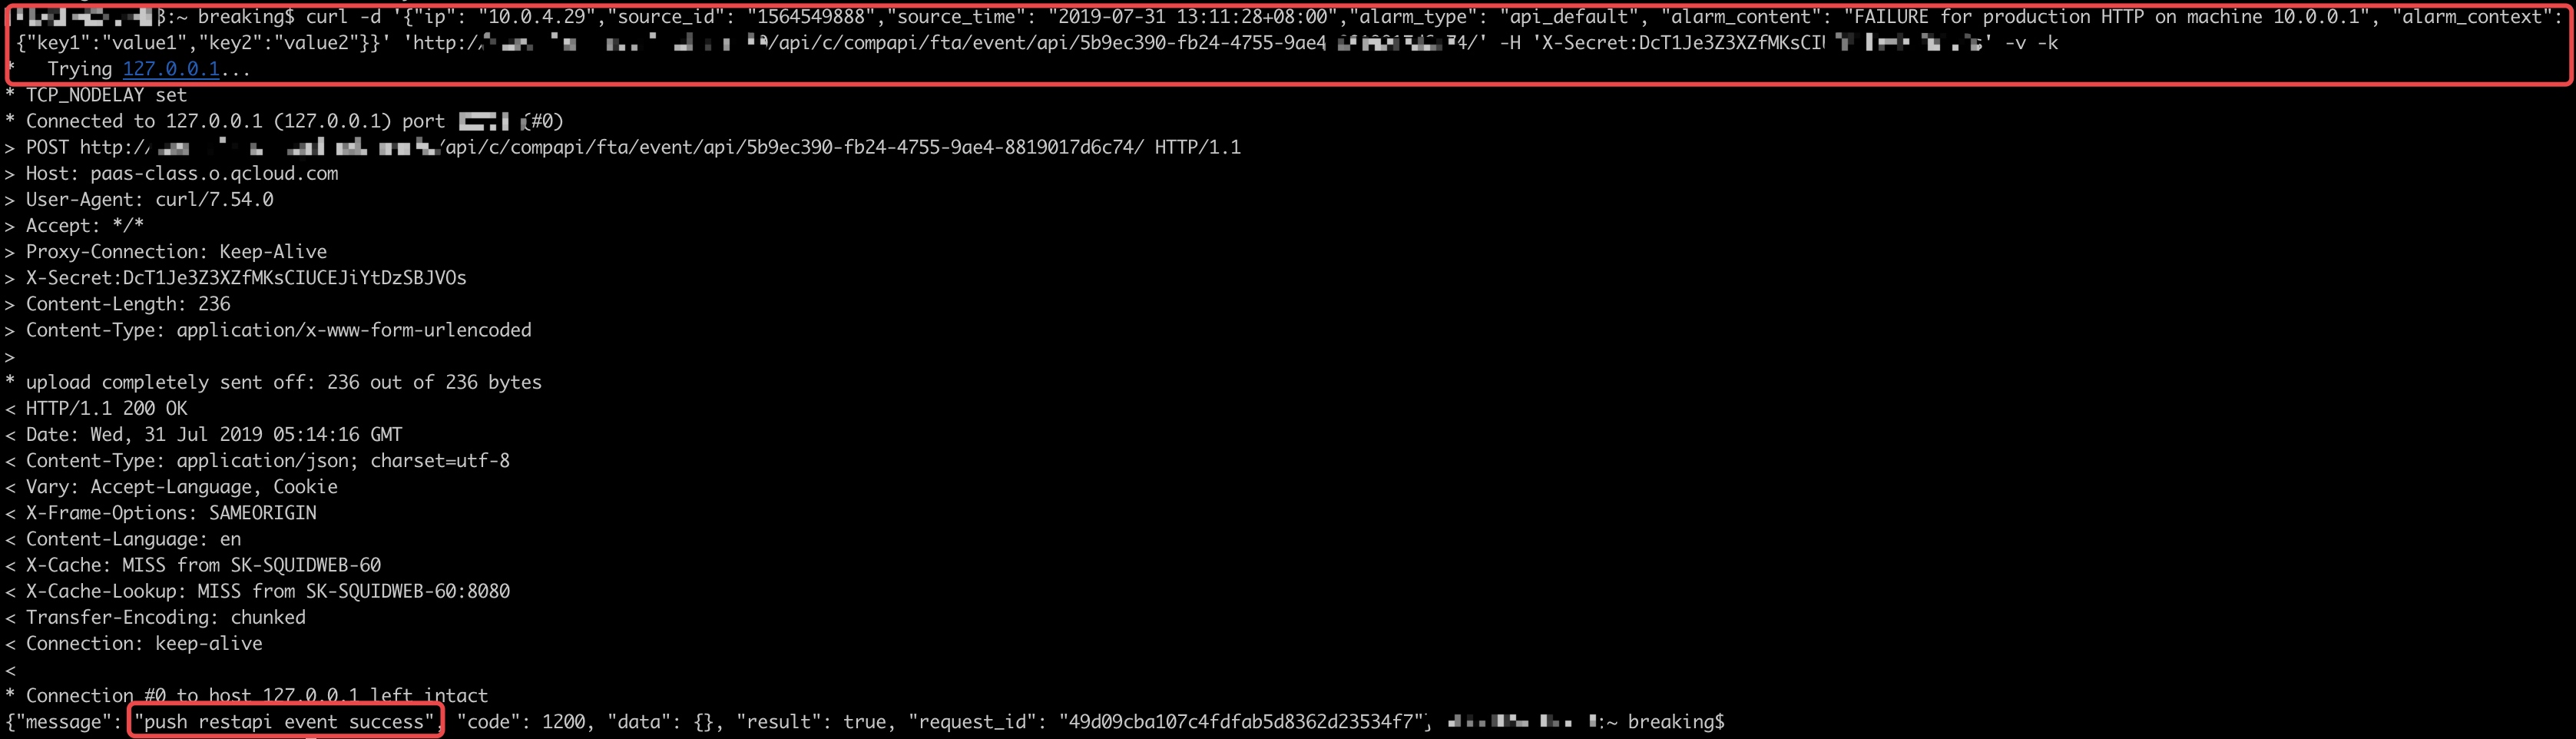 :~ breaking$ curl -d '{"ip": "10.0.4.29","source_id": "1564549888","source_time": "2019-07-31 13:11:28+08:00","alarm_type": "api_default", "alarm_content": "FAILURE for production HTTP on machine 10.0.0.1", "alarm_context":
{"key1":"value1","key2":"value2"}}' 'http:/ /api/c/compapi/fta/event/api/5b9ec390-fb24-4755-9ae4 74/' -H 'X-Secret:DcT1Je3Z3XZfMKsCIU ' -v -k
* Trying 127.0.0.1...
* TCP_NODELAY set
* Connected to 127.0.0.1 (127.0.0.1) port (#0)
> POST http:// /api/c/compapi/fta/event/api/5b9ec390-fb24-4755-9ae4-8819017d6c74/ HTTP/1.1
> Host: paas-class.o.qcloud.com
> User-Agent: curl/7.54.0
> Accept: */*
> Proxy-Connection: Keep-Alive
> X-Secret:DcT1Je3Z3XZfMKsCIUCEJiYtDzSBJVOs
> Content-Length: 236
> Content-Type: application/x-www-form-urlencoded
>
* upload completely sent off: 236 out of 236 bytes
< HTTP/1.1 200 OK
< Date: Wed, 31 Jul 2019 05:14:16 GMT
< Content-Type: application/json; charset=utf-8
< Vary: Accept-Language, Cookie
< X-Frame-Options: SAMEORIGIN
< Content-Language: en
< X-Cache: MISS from SK-SQUIDWEB-60
< X-Cache-Lookup: MISS from SK-SQUIDWEB-60:8080
< Transfer-Encoding: chunked
< Connection: keep-alive
<
* Connection #0 to host 127.0.0.1 left intact
{"message": "push restapi event success", "code": 1200, "data": {}, "result": true, "request_id": "49d09cba107c4fdfab5d8362d23534f7"} :~ breaking$